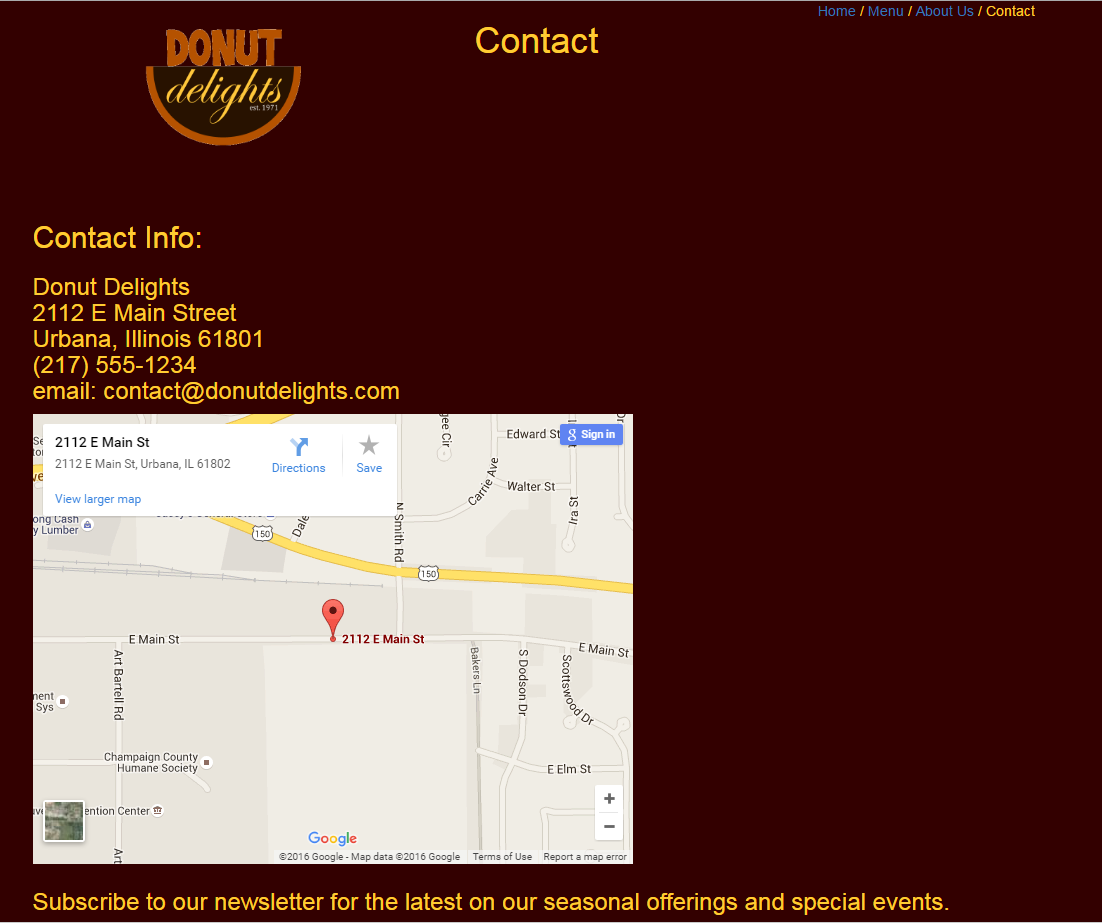 Home / Menu / About Us / Contact
DONUT
delights
est. 1971
Contact
Contact Info:
Donut Delights
2112 E Main Street
Urbana, Illinois 61801
(217) 555-1234
email: contact@donutdelights.com
2112 E Main St
2112 E Main St, Urbana, IL 61802
View larger map
Directions
Save
Sign in
Edward St
Walter St
Carrie Ave
Ira St
N Smith Rd
150
150
ong Cash
y Lumber
E Main St
2112 E Main St
E Main St
Art Bartell Rd
Bakers Ln
S Dodson Dr
Scottswood Dr
ment
Sys
Champaign County
Humane Society
E Elm St
ention Center
Art
Google
©2016 Google - Map data ©2016 Google
Terms of Use
Report a map error
Subscribe to our newsletter for the latest on our seasonal offerings and special events.